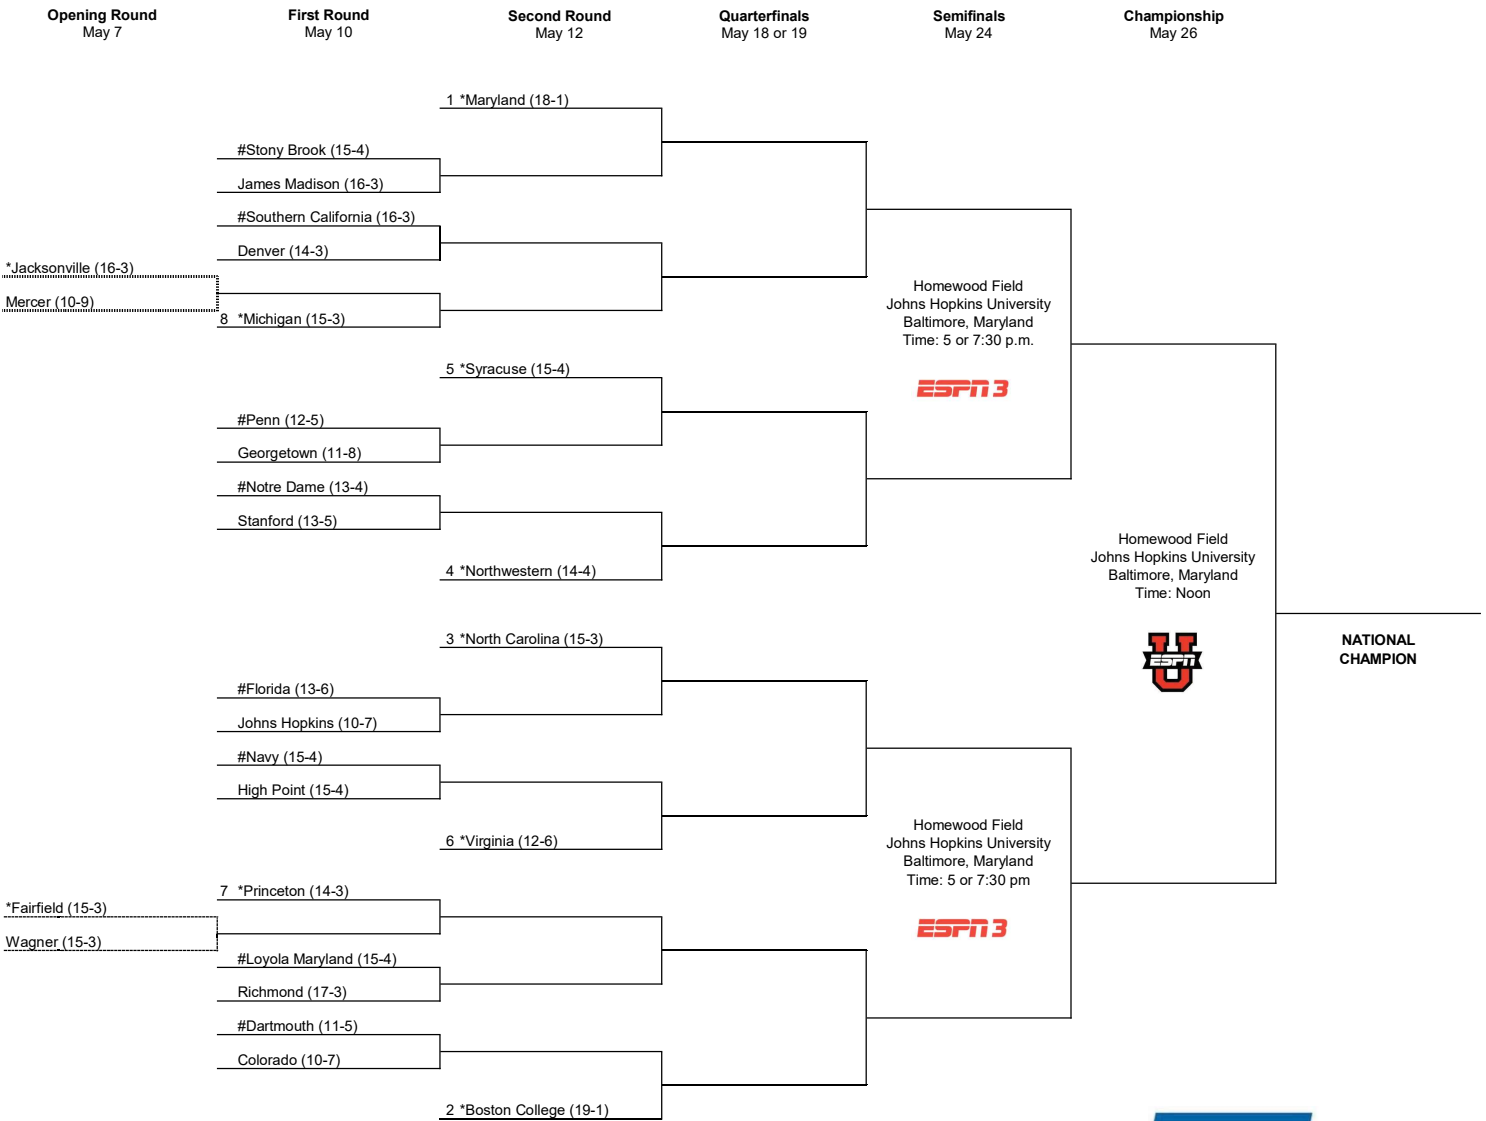 Opening Round
May 7
First Round
May 10
Second Round
May 12
Quarterfinals
May 18 or 19
Semifinals
May 24
Championship
May 26
1 *Maryland (18-1)
#Stony Brook (15-4)
James Madison (16-3)
#Southern California (16-3)
Denver (14-3)
*Jacksonville (16-3)
Mercer (10-9)
8 *Michigan (15-3)
Homewood Field
Johns Hopkins University
Baltimore, Maryland
Time: 5 or 7:30 p.m.
ESPN 3
5 *Syracuse (15-4)
#Penn (12-5)
Georgetown (11-8)
#Notre Dame (13-4)
Stanford (13-5)
4 *Northwestern (14-4)
Homewood Field
Johns Hopkins University
Baltimore, Maryland
Time: Noon
U
ESPN
NATIONAL
CHAMPION
3 *North Carolina (15-3)
#Florida (13-6)
Johns Hopkins (10-7)
#Navy (15-4)
High Point (15-4)
6 *Virginia (12-6)
Homewood Field
Johns Hopkins University
Baltimore, Maryland
Time: 5 or 7:30 pm
ESPN 3
7 *Princeton (14-3)
*Fairfield (15-3)
Wagner (15-3)
#Loyola Maryland (15-4)
Richmond (17-3)
#Dartmouth (11-5)
Colorado (10-7)
2 *Boston College (19-1)